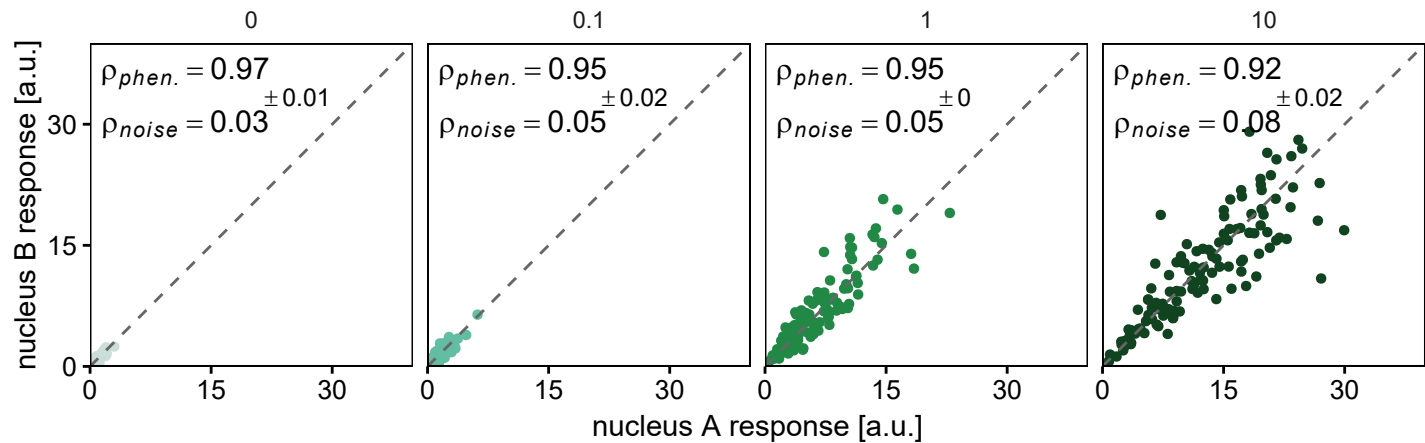 0 0.1 1 10
nucleus B response [a.u.]
ρphen. = 0.97 ρphen. = 0.95 ρphen. = 0.95 ρphen. = 0.92
± 0.01 ± 0.02 ± 0 ± 0.02
ρnoise = 0.03 ρnoise = 0.05 ρnoise = 0.05 ρnoise = 0.08
30
15
0
0 15 30 0 15 30 0 15 30 0 15 30
nucleus A response [a.u.]